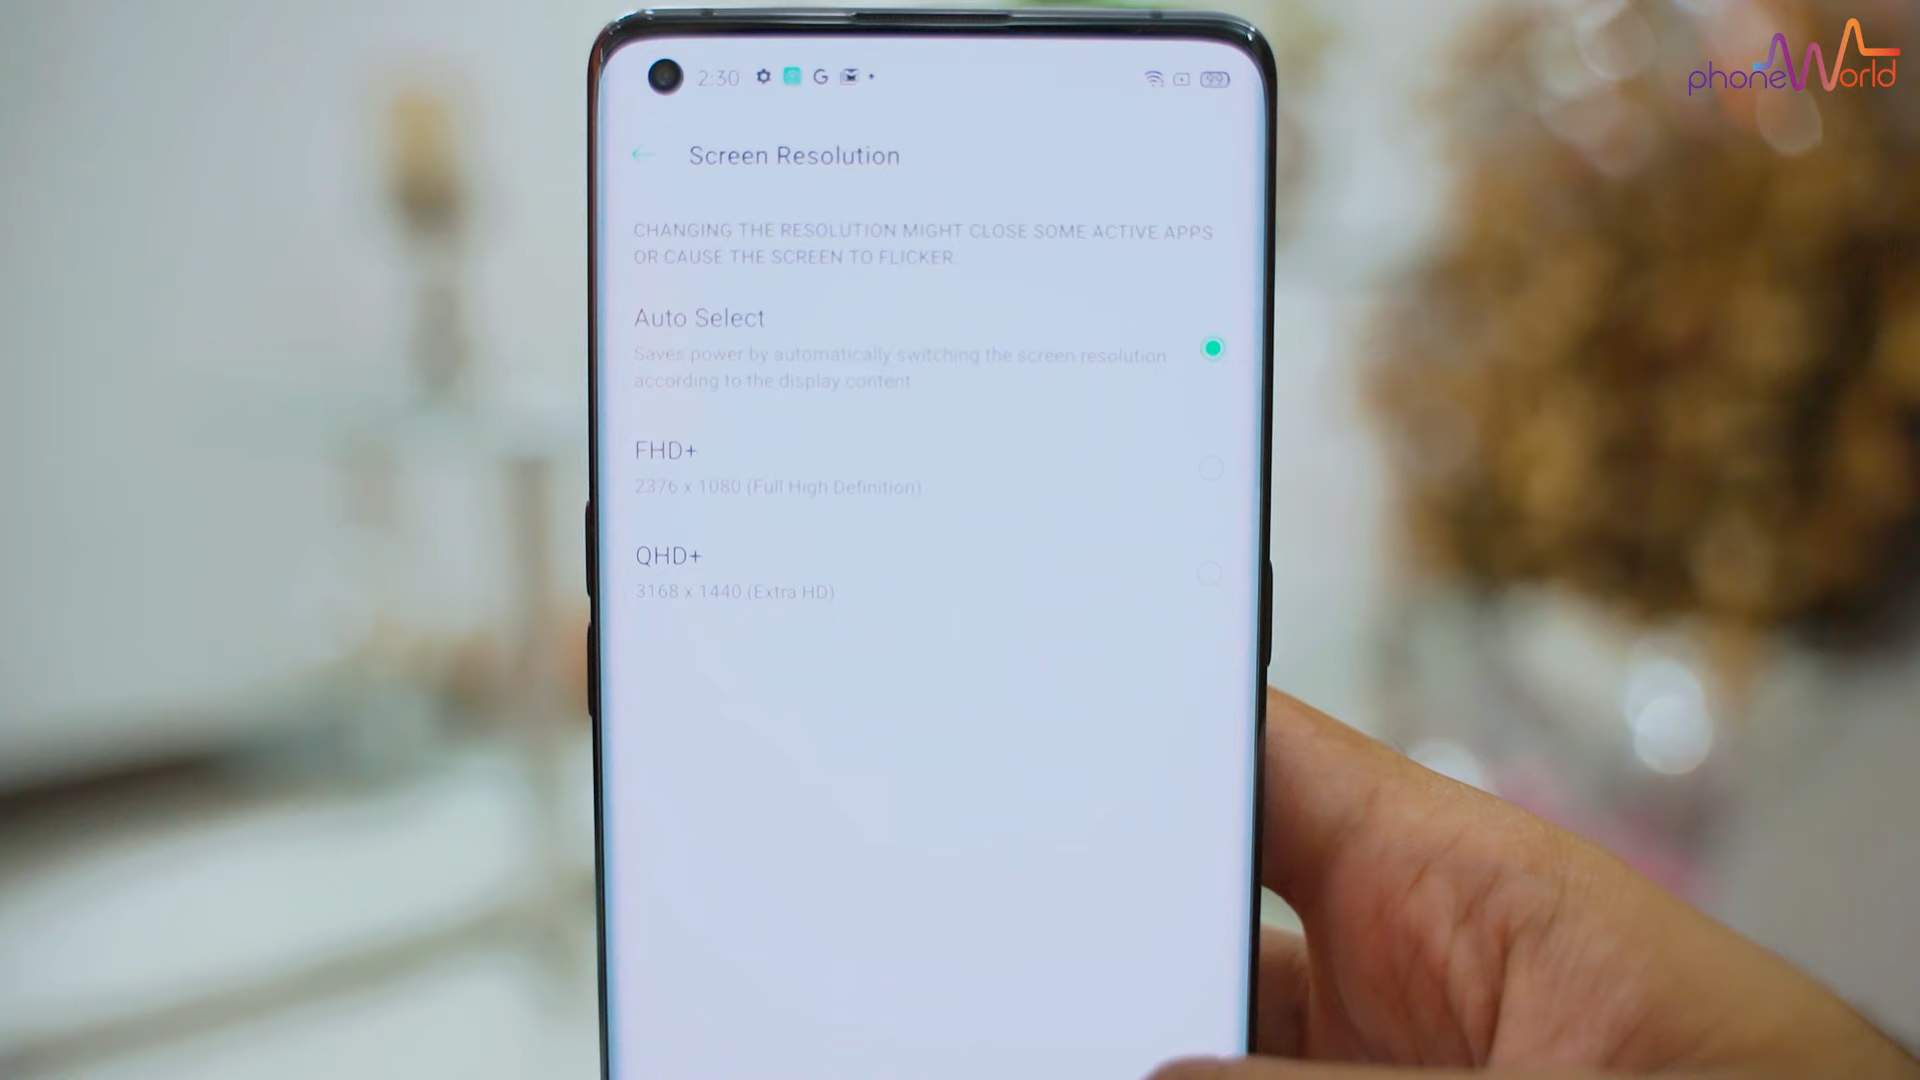 phoneWorld
2:30
G
99
Screen Resolution
CHANGING THE RESOLUTION MIGHT CLOSE SOME ACTIVE APPS
OR CAUSE THE SCREEN TO FLICKER.
Auto Select
Saves power by automatically switching the screen resolution
according to the display content
FHD+
2376 x 1080 (Full High Definition)
QHD+
3168 x 1440 (Extra HD)